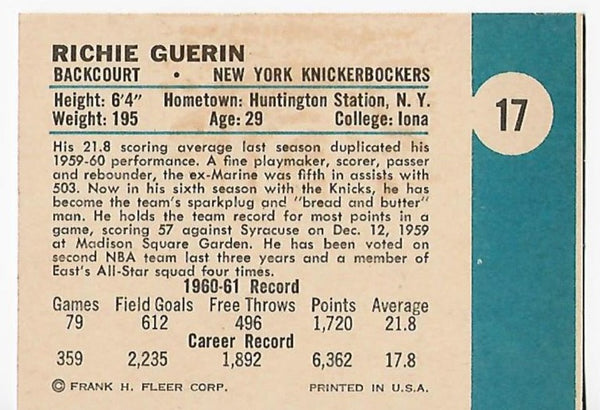 RICHIE GUERIN
BACKCOURT • NEW YORK KNICKERBOCKERS
Height: 6'4" Hometown: Huntington Station, N. Y.
Weight: 195 Age: 29 College: Iona
17
His 21.8 scoring average last season duplicated his
1959-60 performance. A fine playmaker, scorer, passer
and rebounder, the ex-Marine was fifth in assists with
503. Now in his sixth season with the Knicks, he has
become the team's sparkplug and "bread and butter"
man. He holds the team record for most points in a
game, scoring 57 against Syracuse on Dec. 12, 1959
at Madison Square Garden. He has been voted on
second NBA team last three years and a member of
East's All-Star squad four times.
1960-61 Record
Games Field Goals Free Throws Points Average
79 612 496 1,720 21.8
Career Record
359 2,235 1,892 6,362 17.8
© FRANK H. FLEER CORP. PRINTED IN U.S.A.